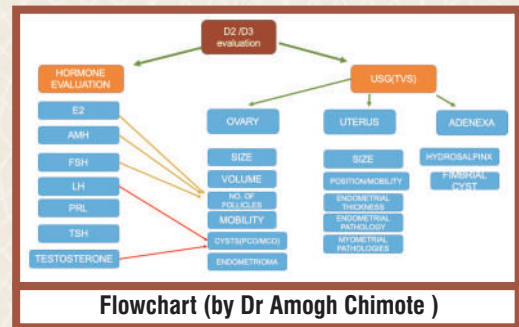 D2 /D3
evaluation
HORMONE
EVALUATION
E2
AMH
FSH
LH
PRL
TSH
TESTOSTERONE
USG(TVS)
OVARY
SIZE
VOLUME
NO. OF
FOLLICLES
MOBILITY
CYSTS(PCO/MCO)
ENDOMETRIOMA
UTERUS
SIZE
POSITION/MOBILITY
ENDOMETRIAL
THICKNESS
ENDOMETRIAL
PATHOLOGY
MYOMETRIAL
PATHOLOGIES
ADENEXA
HYDROSALPINX
FIMBRIAL
CYST
Flowchart (by Dr Amogh Chimote )